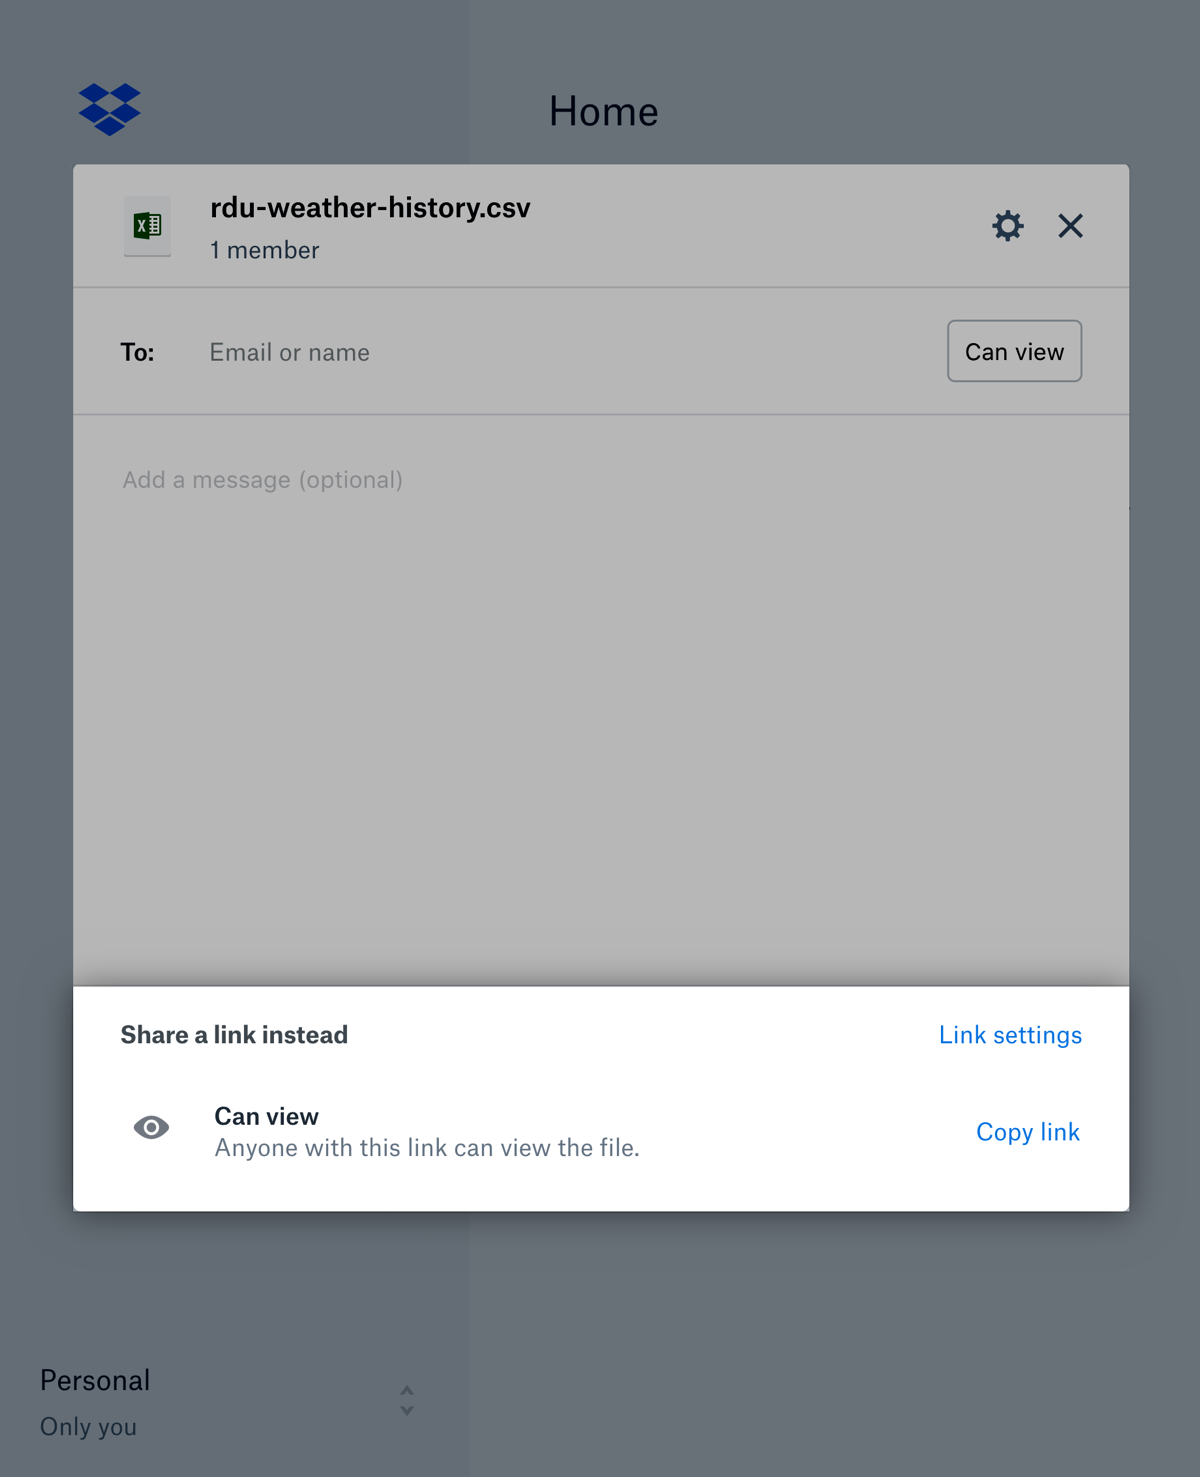 Home
rdu-weather-history.csv
1 member
To:
Email or name
Can view
Add a message (optional)
Share a link instead
Link settings
Can view
Anyone with this link can view the file.
Copy link
Personal
Only you